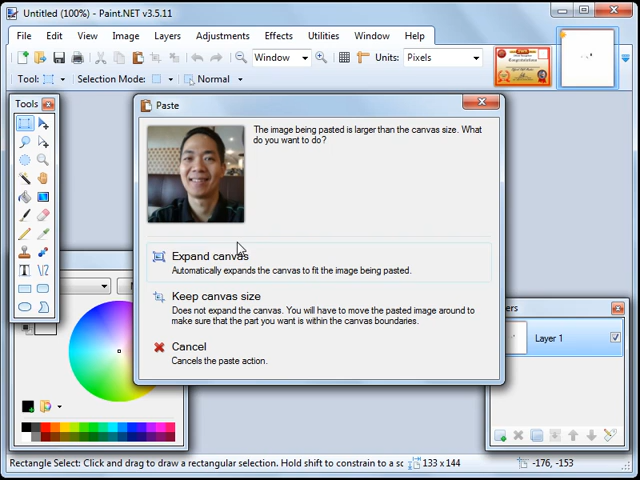 Untitled (100%) - Paint.NET v3.5.11
File Edit View Image Layers Adjustments Effects Utilities Window Help
Window Units: Pixels
Tool: Selection Mode: Normal
Tools
Paste
The image being pasted is larger than the canvas size. What
do you want to do?
Expand canvas
Automatically expands the canvas to fit the image being pasted.
Keep canvas size
Does not expand the canvas. You will have to move the pasted image around to
make sure that the part you want is within the canvas boundaries.
Cancel
Cancels the paste action.
Layer 1
Rectangle Select: Click and drag to draw a rectangular selection. Hold shift to constrain to a
133 x 144
-176, -153